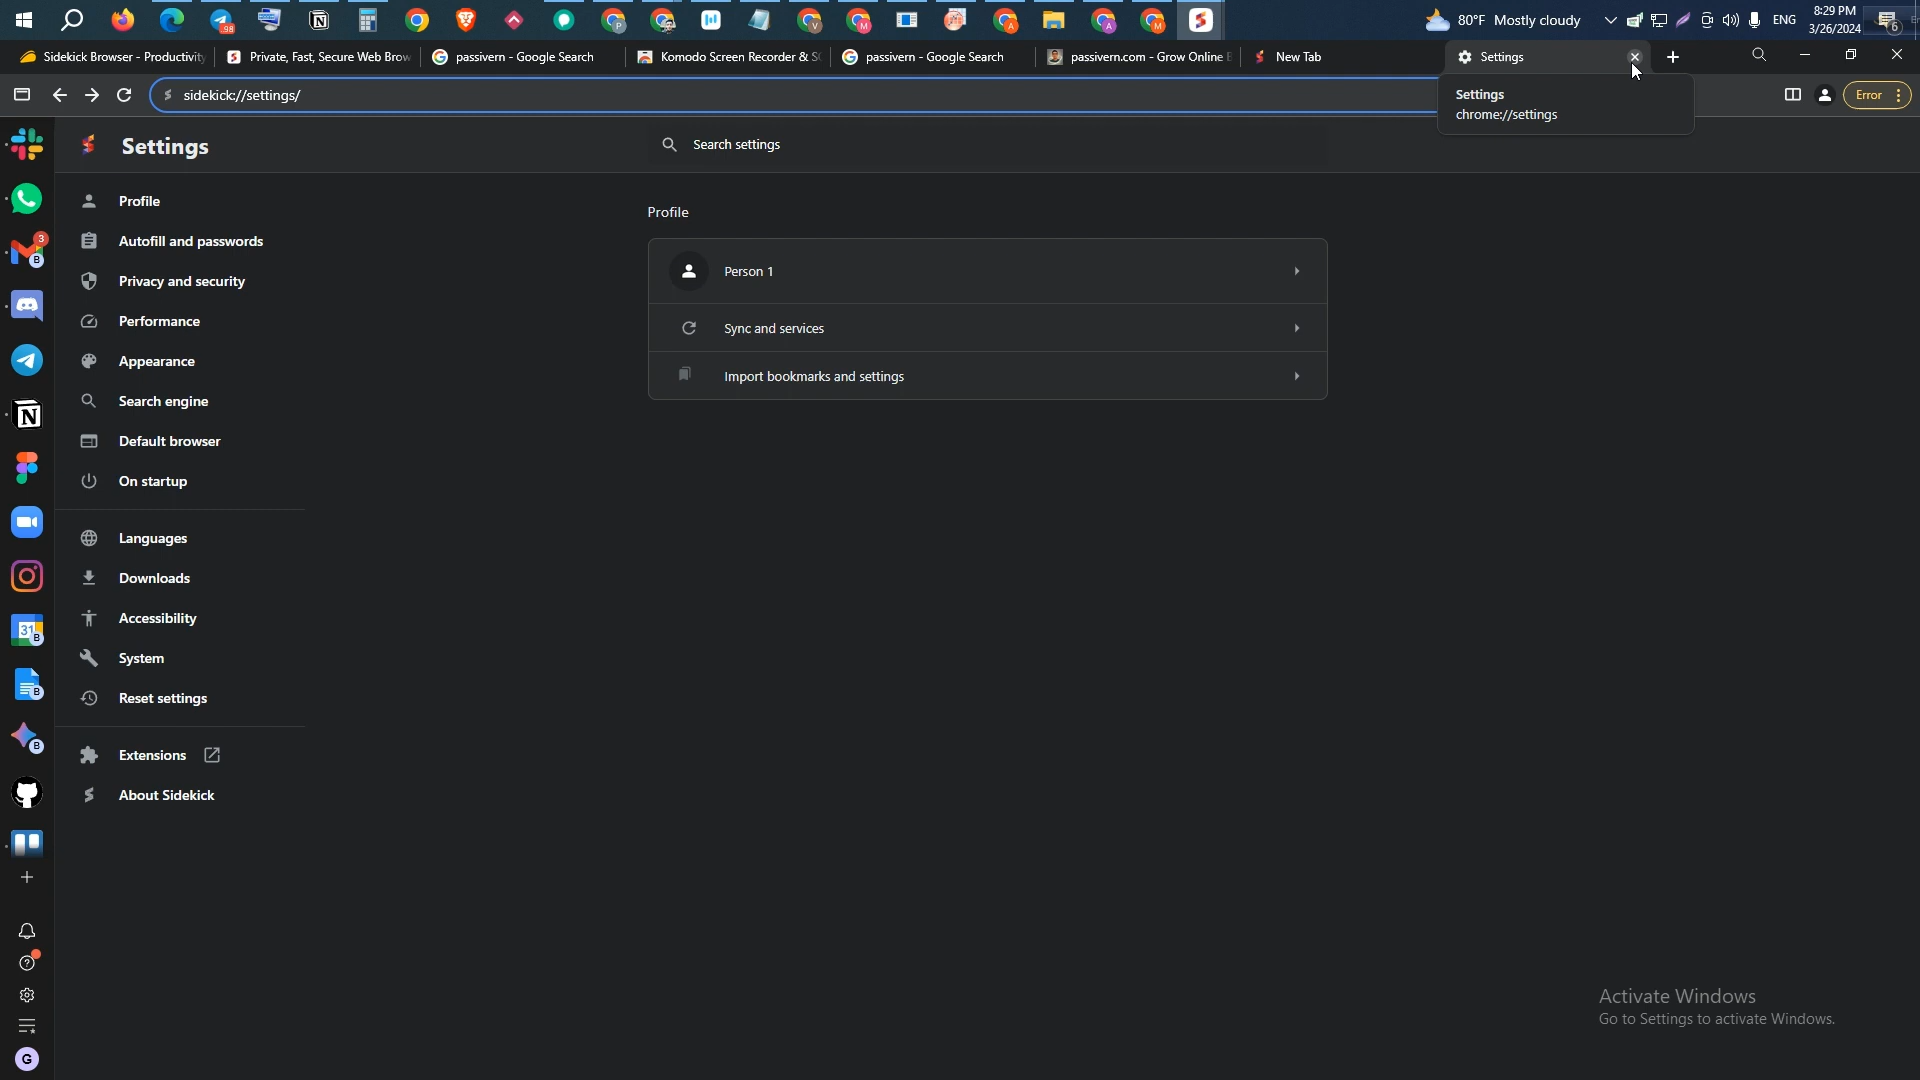 98 80°F Mostly cloudy ENG 8:29 PM
3/26/2024 6
Sidekick Browser - Productivity Private, Fast, Secure Web Brow passivern - Google Search Komodo Screen Recorder & S passivern - Google Search passivern.com - Grow Online New Tab Settings
sidekick://settings/ Error
Settings
chrome://settings
Settings
Search settings
Profile
Autofill and passwords
Privacy and security
Performance
Appearance
Search engine
Default browser
On startup
Languages
Downloads
Accessibility
System
Reset settings
Extensions
About Sidekick
Profile
Person 1
Sync and services
Import bookmarks and settings
3
B
31
B
B
B
G
Activate Windows
Go to Settings to activate Windows.